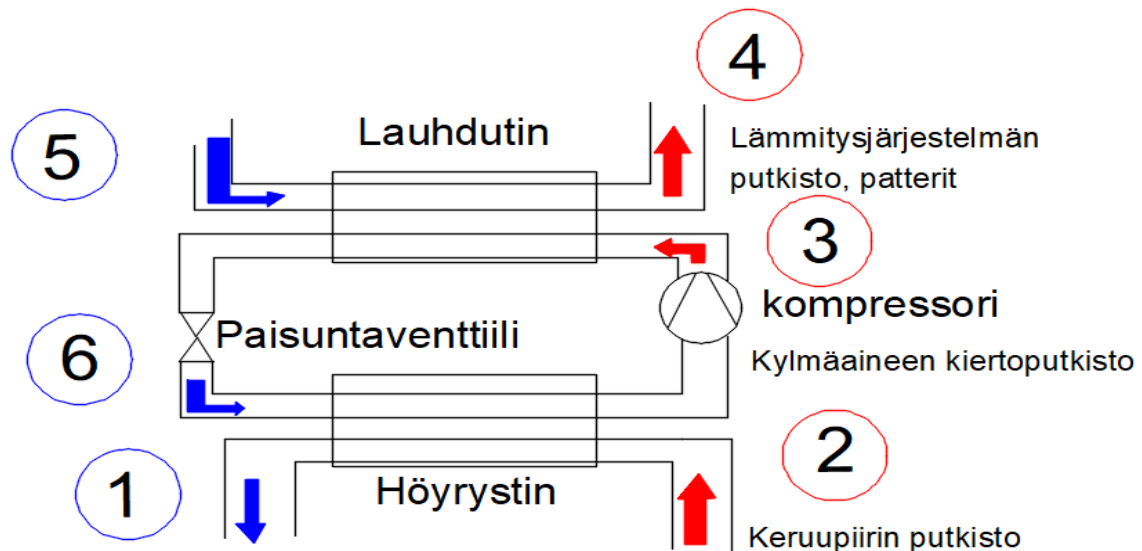 4
5
Lauhdutin
Lämmitysjärjestelmän
putkisto, patterit
3
kompressori
6
Paisuntaventtiili
Kylmäaineen kiertoputkisto
2
1
Höyrystin
Keruupiirin putkisto